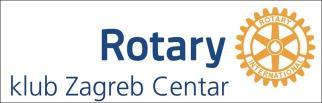 Rotary
klub Zagreb Centar
ROTARY
INTERNATIONAL